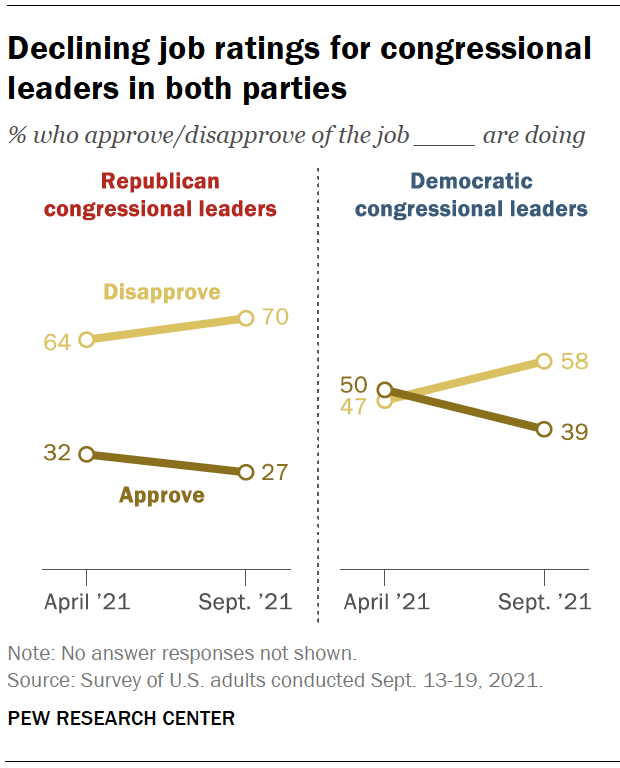 Declining job ratings for congressional
leaders in both parties
% who approve/disapprove of the job ____ are doing
Republican
congressional leaders
Disapprove
64
70
32
27
Approve
April ’21
Sept. ’21
Democratic
congressional leaders
50
47
58
39
April ’21
Sept. ’21
Note: No answer responses not shown.
Source: Survey of U.S. adults conducted Sept. 13-19, 2021.
PEW RESEARCH CENTER